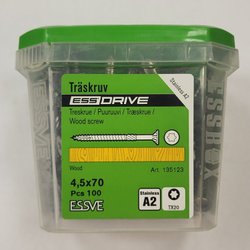 Träskruv
Stainless A2
ESSDRIVE
Treskrue / Puuruuvi / Træskrue /
Wood screw
Wood
Art. 135123
4,5x70
Pcs 100
ESSVE
Stainless
A2
TX20
ESSBOX